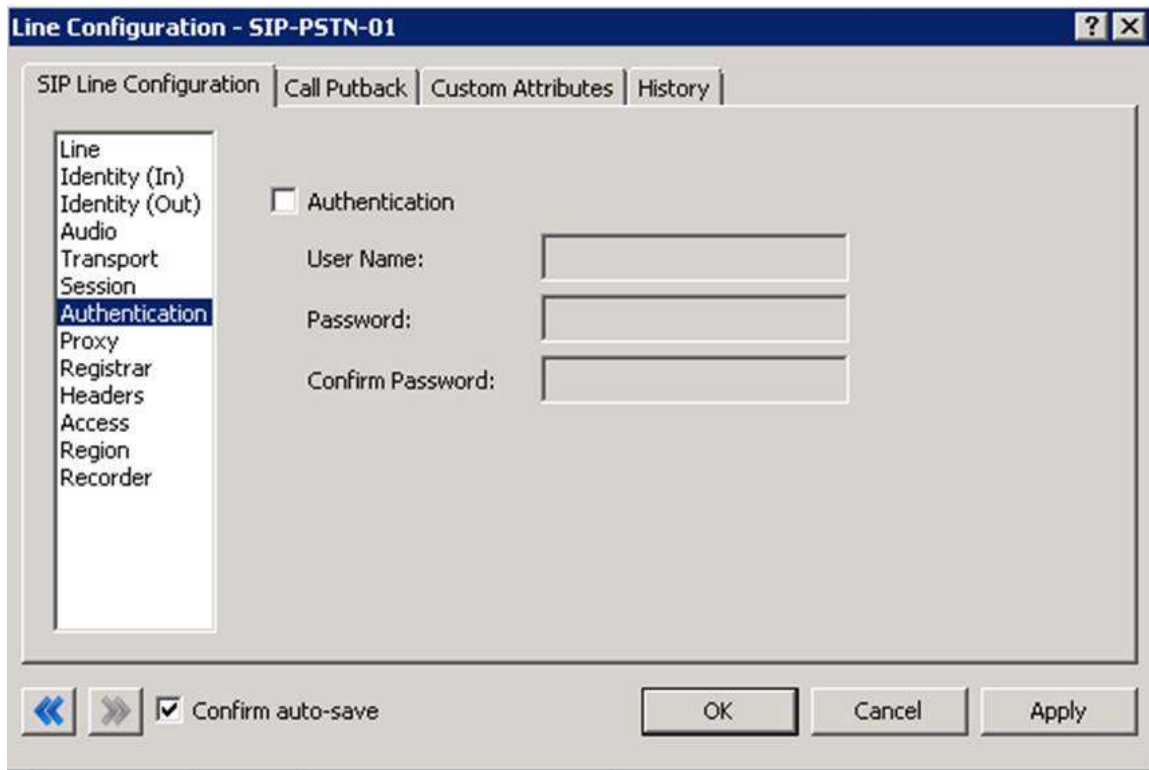 Line Configuration - SIP-PSTN-01
SIP Line Configuration
Call Putback
Custom Attributes
History
Line
Identity (In)
Identity (Out)
Audio
Transport
Session
Authentication
Proxy
Registrar
Headers
Access
Region
Recorder
Authentication
User Name:
Password:
Confirm Password:
Confirm auto-save
OK
Cancel
Apply